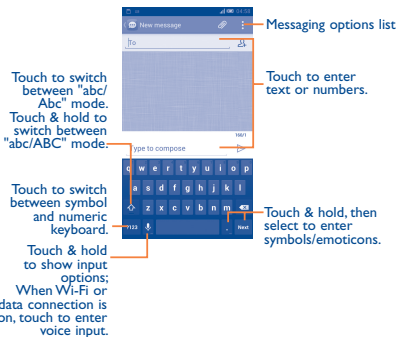 04:58
New message
Messaging options list
To
Touch to enter
text or numbers.
Touch to switch
between "abc/
Abc" mode.
Touch & hold to
switch between
"abc/ABC" mode.
160/1
Type to compose
q w e r t y u i o p
a s d f g h j k l
z x c v b n m
?123
.
Next
Touch to switch
between symbol
and numeric
keyboard.
Touch & hold, then
select to enter
symbols/emoticons.
Touch & hold
to show input
options;
When Wi-Fi or
data connection is
on, touch to enter
voice input.